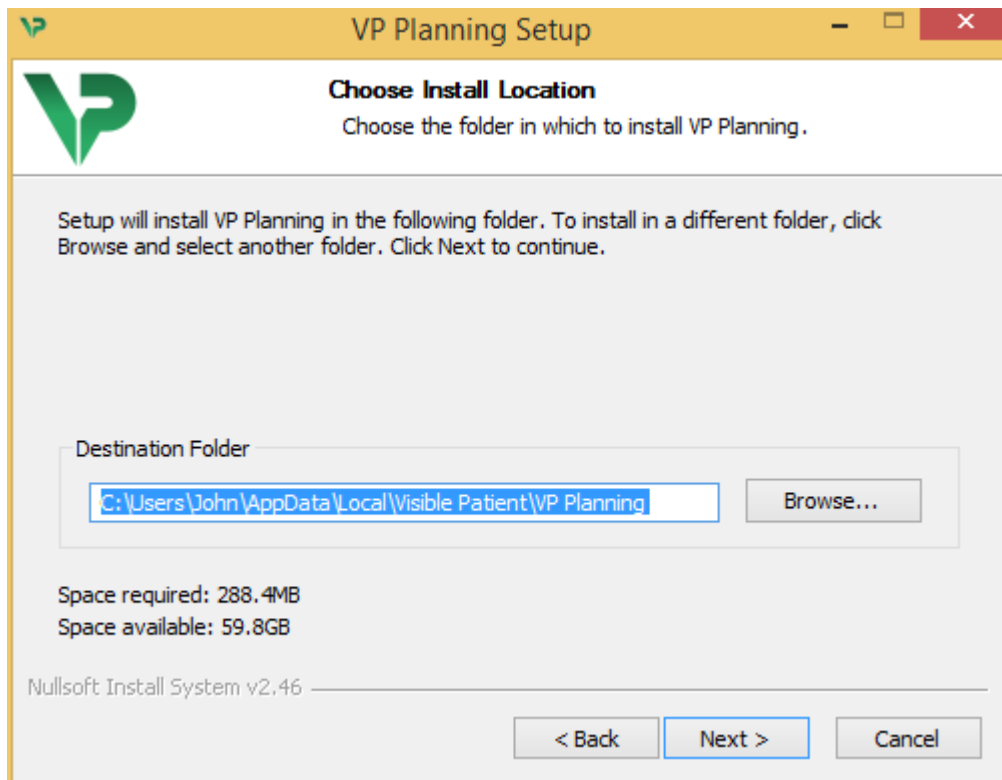 VP Planning Setup
VP
Choose Install Location
Choose the folder in which to install VP Planning.
Setup will install VP Planning in the following folder. To install in a different folder, click
Browse and select another folder. Click Next to continue.
Destination Folder
C:\Users\John\AppData\Local\Visible Patient\VP Planning
Browse...
Space required: 288.4MB
Space available: 59.8GB
Nullsoft Install System v2.46
< Back
Next >
Cancel